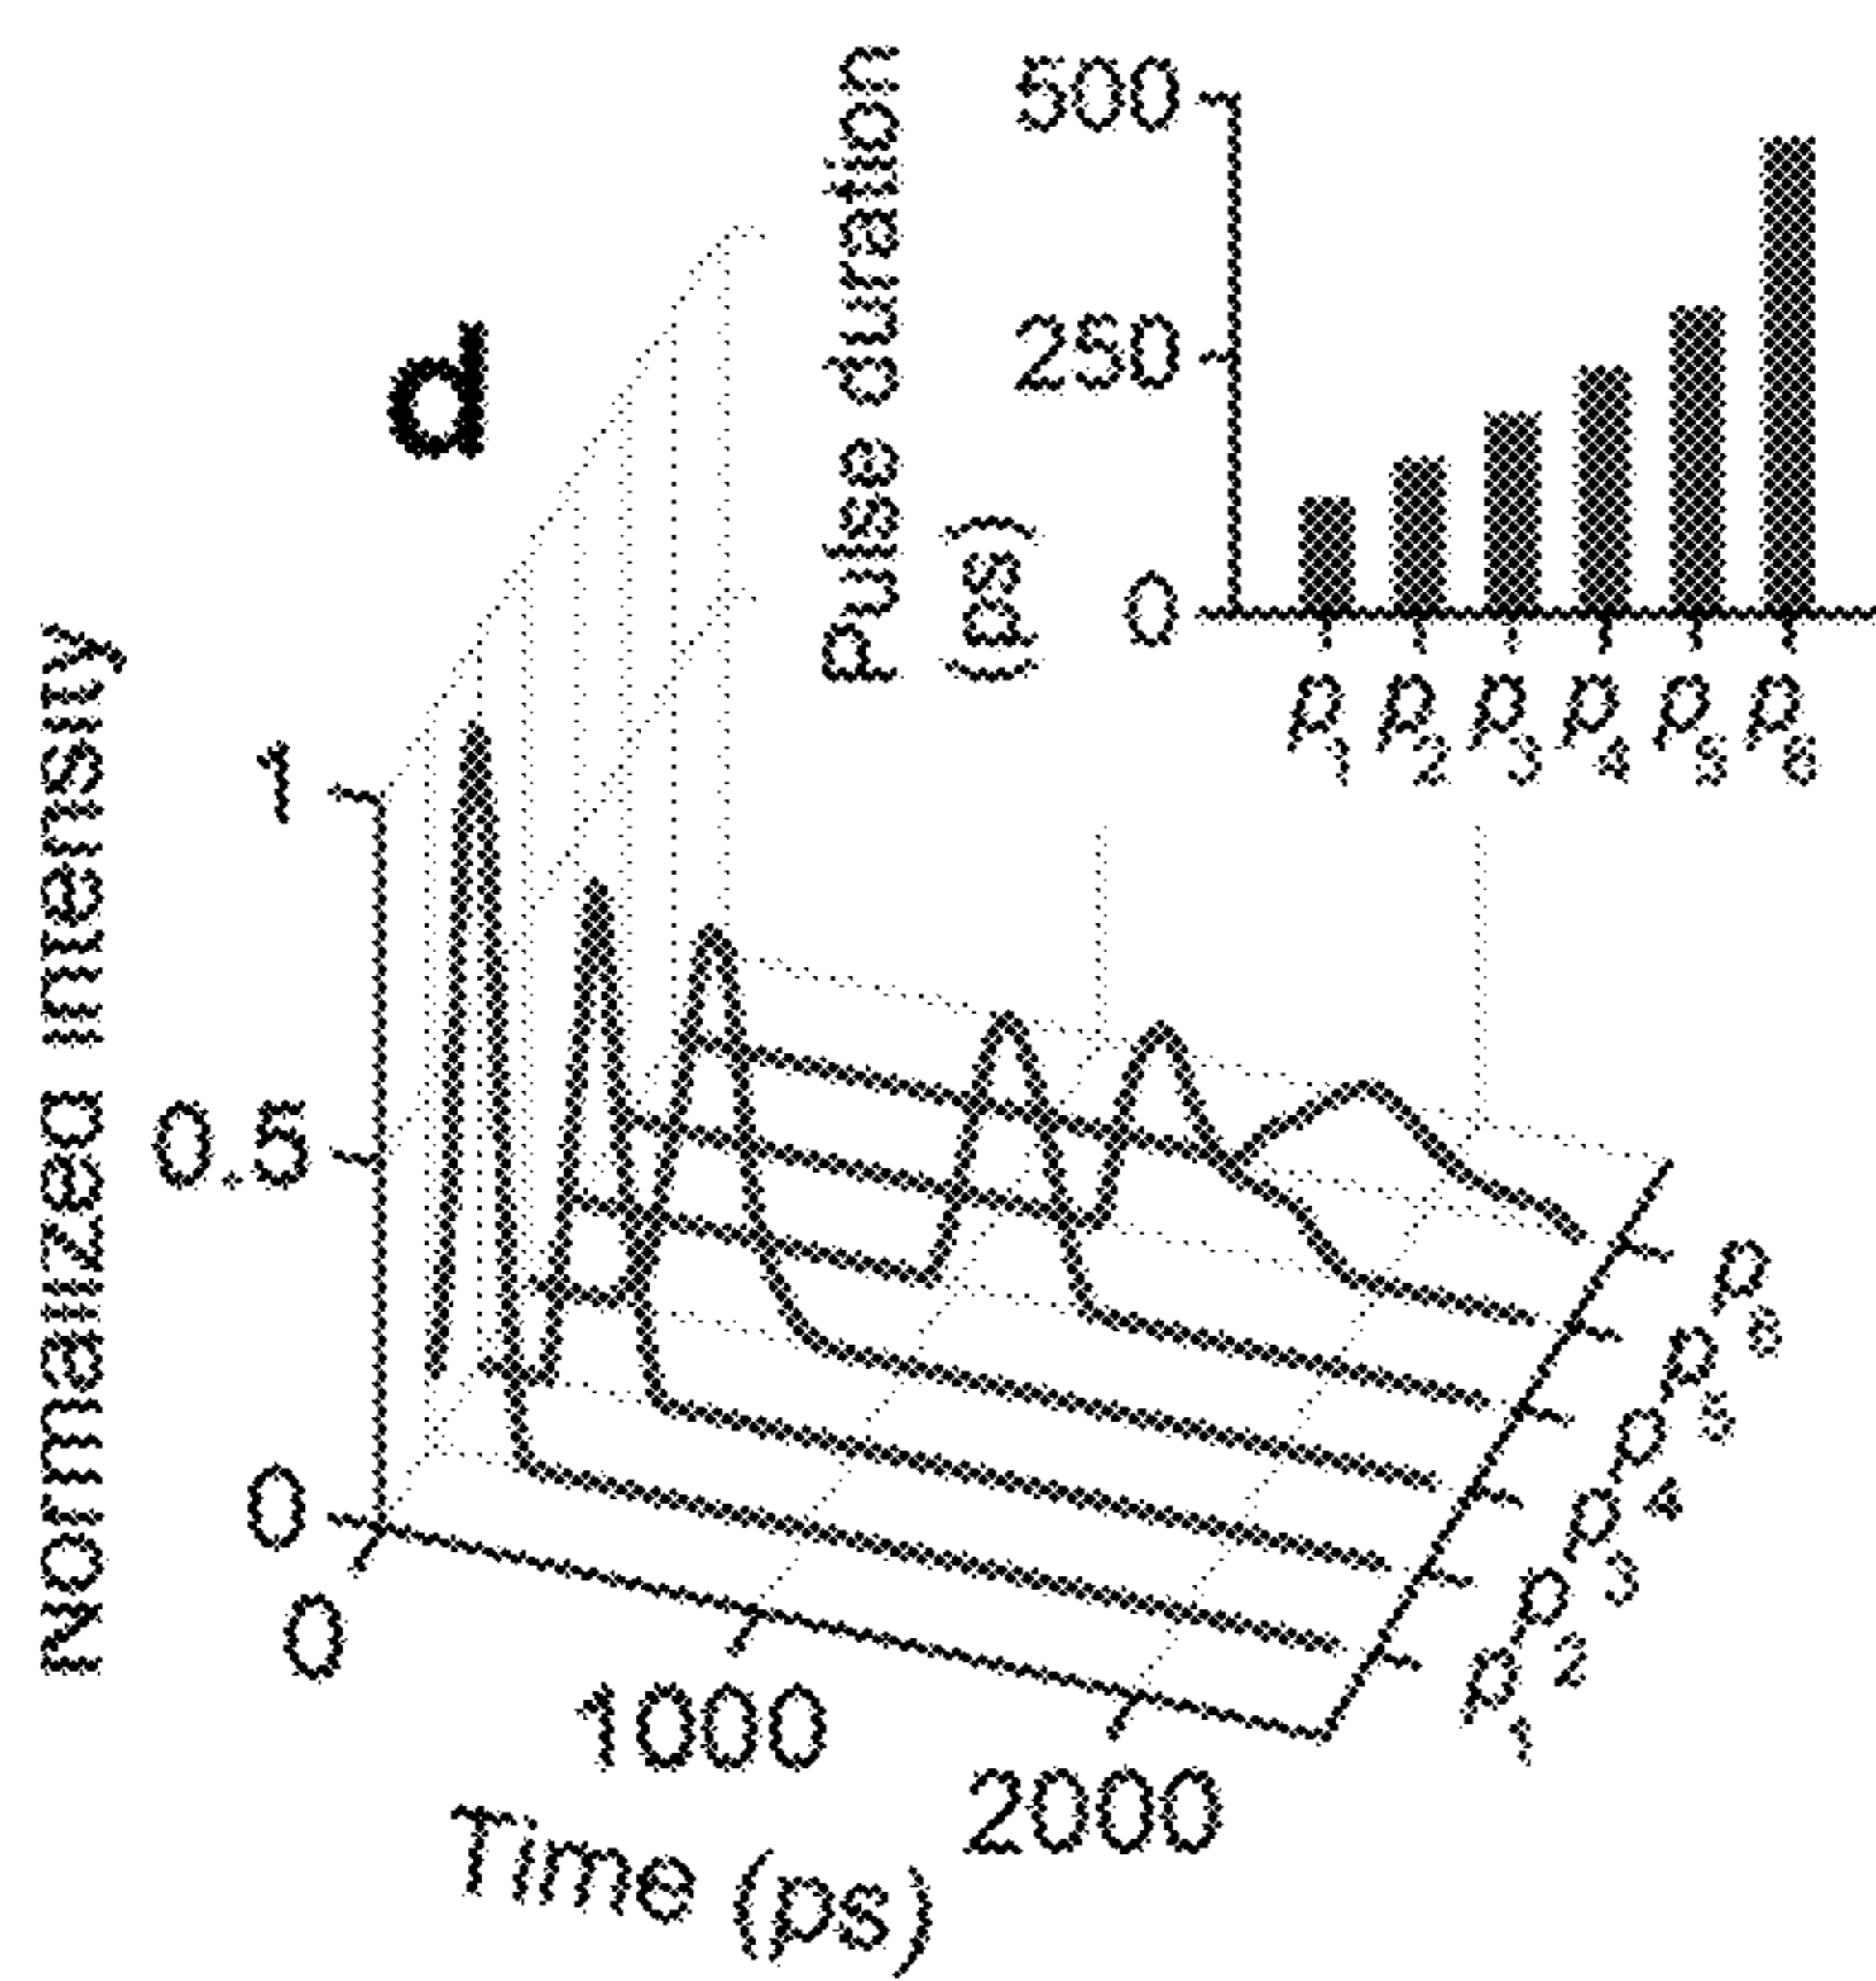 d
Pulse duration
(ps)
500
250
0
p1 p2 p3 p4 p5 p6
Normalized intensity
1
0.5
0
0
1000
2000
Time (ps)
p6
p5
p4
p3
p2
p1